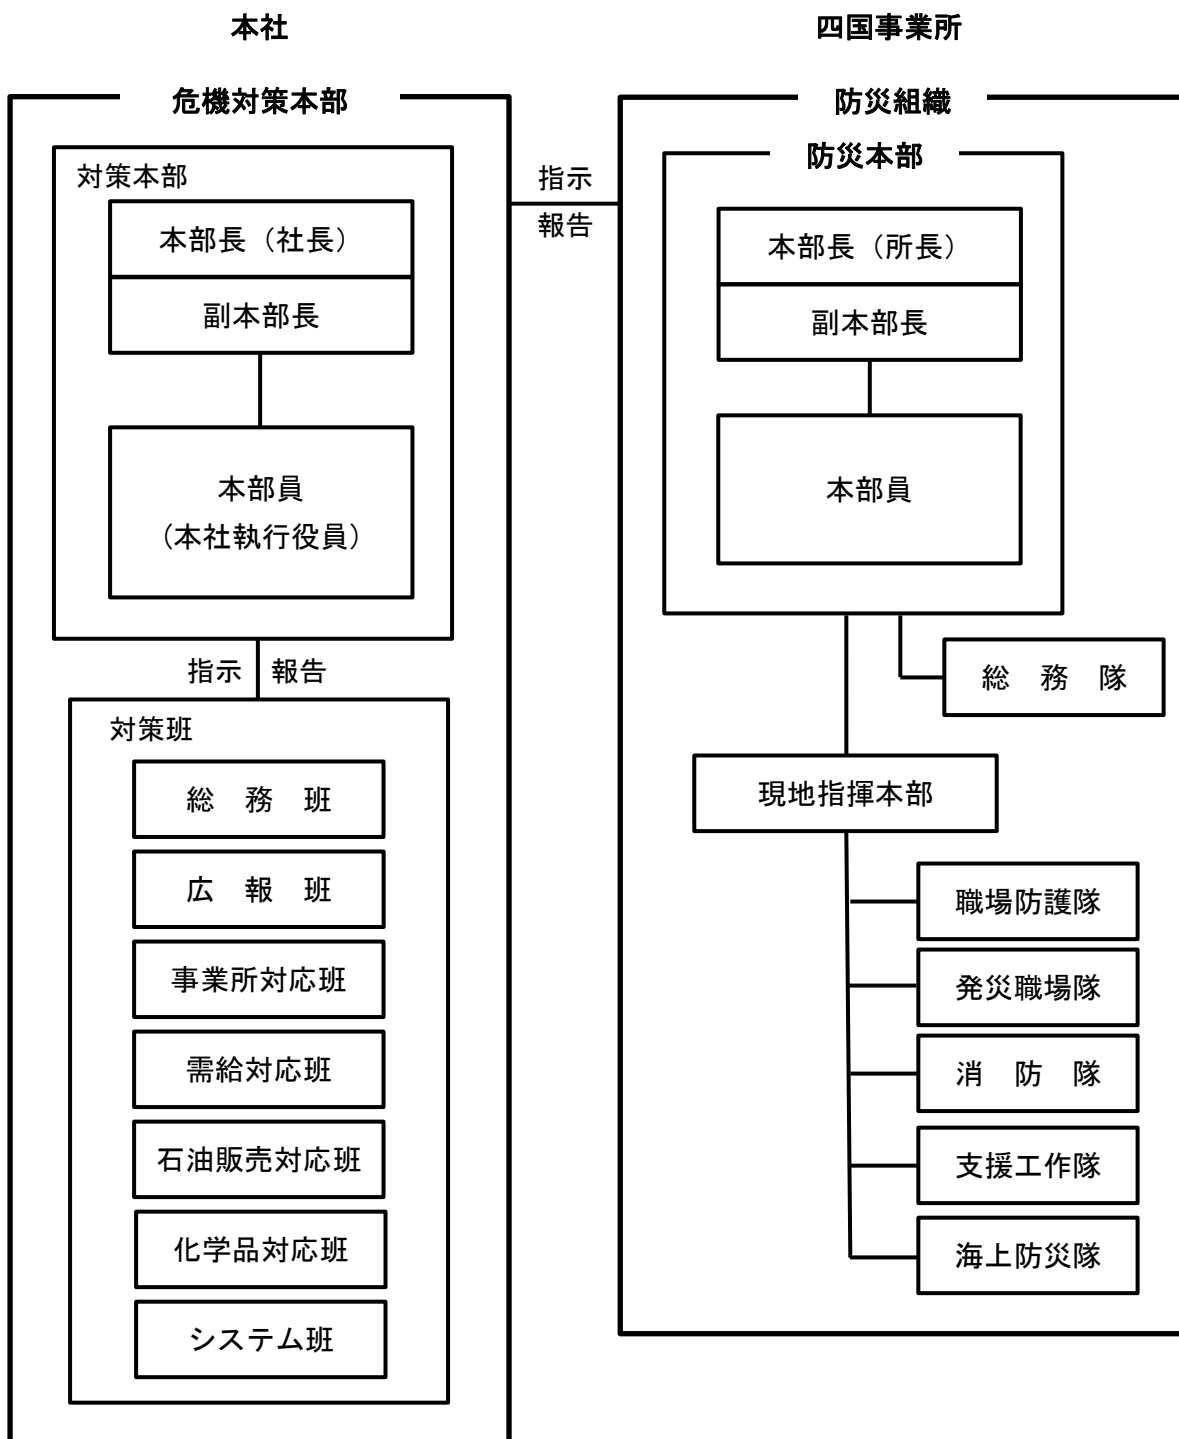 本社
危機対策本部
対策本部
本部長（社長）
副本部長
本部員
（本社執行役員）
指示 報告
対策班
総　務　班
広　報　班
事業所対応班
需給対応班
石油販売対応班
化学品対応班
システム班
指示
報告
四国事業所
防災組織
防災本部
本部長（所長）
副本部長
本部員
総　務　隊
現地指揮本部
職場防護隊
発災職場隊
消　防　隊
支援工作隊
海上防災隊